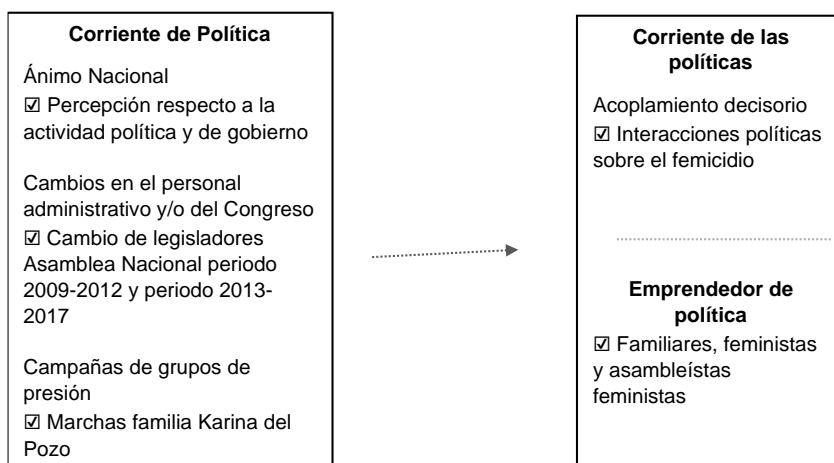 Corriente de Política
Ánimo Nacional
☑ Percepción respecto a la
actividad política y de gobierno
Cambios en el personal
administrativo y/o del Congreso
☑ Cambio de legisladores
Asamblea Nacional periodo
2009-2012 y periodo 2013-
2017
Campañas de grupos de
presión
☑ Marchas familia Karina del
Pozo
Corriente de las
políticas
Acoplamiento decisorio
☑ Interacciones políticas
sobre el femicidio
Emprendedor de
política
☑ Familiares, feministas
y asambleístas
feministas